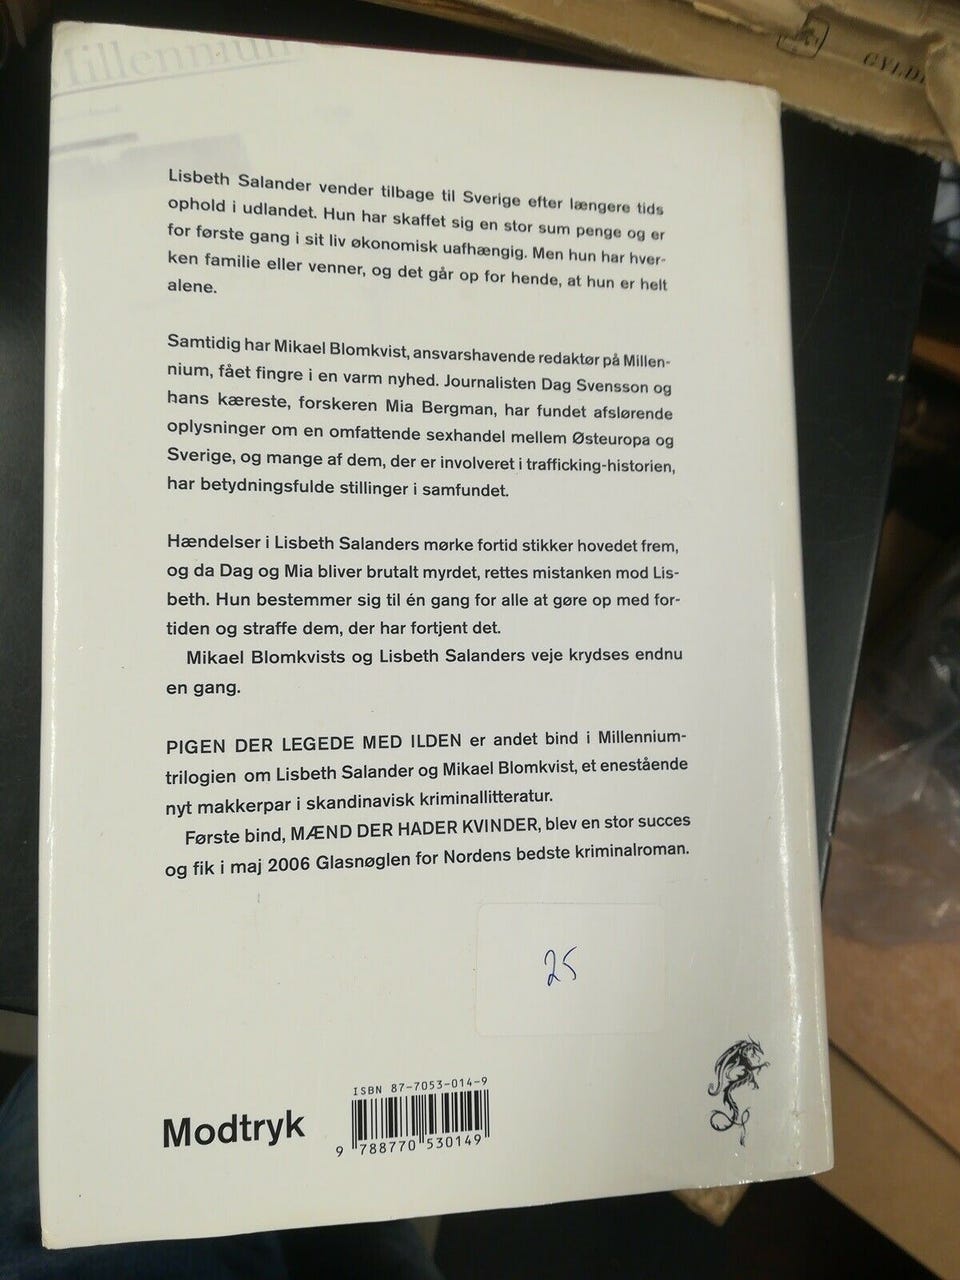 Millennium
GYLD
Lisbeth Salander vender tilbage til Sverige efter længere tids
ophold i udlandet. Hun har skaffet sig en stor sum penge og er
for første gang i sit liv økonomisk uafhængig. Men hun har hver-
ken familie eller venner, og det går op for hende, at hun er helt
alene.
Samtidig har Mikael Blomkvist, ansvarshavende redaktør på Millen-
nium, fået fingre i en varm nyhed. Journalisten Dag Svensson og
hans kæreste, forskeren Mia Bergman, har fundet afslørende
oplysninger om en omfattende sexhandel mellem Østeuropa og
Sverige, og mange af dem, der er involveret i trafficking-historien,
har betydningsfulde stillinger i samfundet.
Hændelser i Lisbeth Salanders mørke fortid stikker hovedet frem,
og da Dag og Mia bliver brutalt myrdet, rettes mistanken mod Lis-
beth. Hun bestemmer sig til én gang for alle at gøre op med for-
tiden og straffe dem, der har fortjent det.
Mikael Blomkvists og Lisbeth Salanders veje krydses endnu
en gang.
PIGEN DER LEGEDE MED ILDEN er andet bind i Millennium-
trilogien om Lisbeth Salander og Mikael Blomkvist, et enestående
nyt makkerpar i skandinavisk kriminallitteratur.
Første bind, MÆND DER HADER KVINDER, blev en stor succes
og fik i maj 2006 Glasnøglen for Nordens bedste kriminalroman.
25
ISBN 87-7053-014-9
Modtryk
9 788770 530149